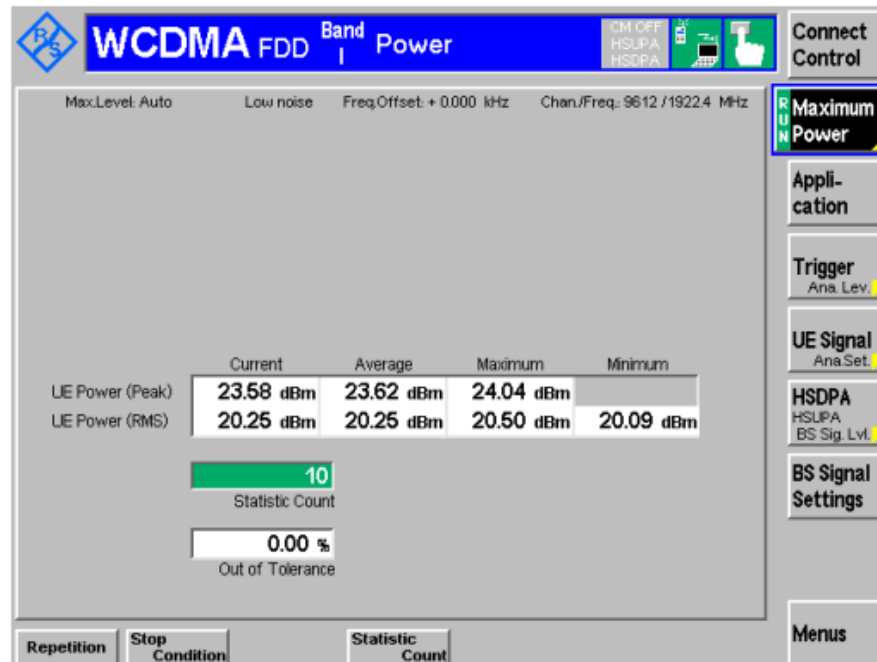 R&S WCDMA FDD Band I Power
CM OFF
HSUPA
HSDPA
Connect
Control
Max.Level: Auto Low noise Freq.Offset: + 0.000 kHz Chan./Freq.: 9612 / 1922.4 MHz
RUN
Maximum
Power
Appli-
cation
Trigger
Ana. Lev.
UE Signal
Ana.Set.
Current Average Maximum Minimum
UE Power (Peak) 23.58 dBm 23.62 dBm 24.04 dBm
UE Power (RMS) 20.25 dBm 20.25 dBm 20.50 dBm 20.09 dBm
HSDPA
HSUPA
BS Sig. Lvl.
10
Statistic Count
BS Signal
Settings
0.00 %
Out of Tolerance
Repetition
Stop
Condition
Statistic
Count
Menus